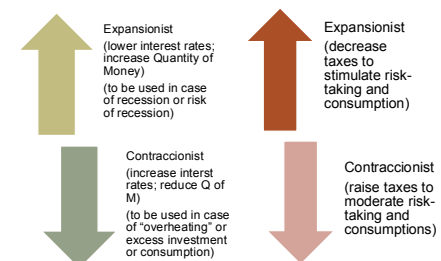 Expansionist
(lower interest rates;
increase Quantity of
Money)
(to be used in case
of recession or risk
of recession)
Contraccionist
(increase interst
rates; reduce Q of
M)
(to be used in case
of “overheating” or
excess investment
or consumption)
Expansionist
(decrease
taxes to
stimulate risk-
taking and
consumption)
Contraccionist
(raise taxes to
moderate risk-
taking and
consumptions)